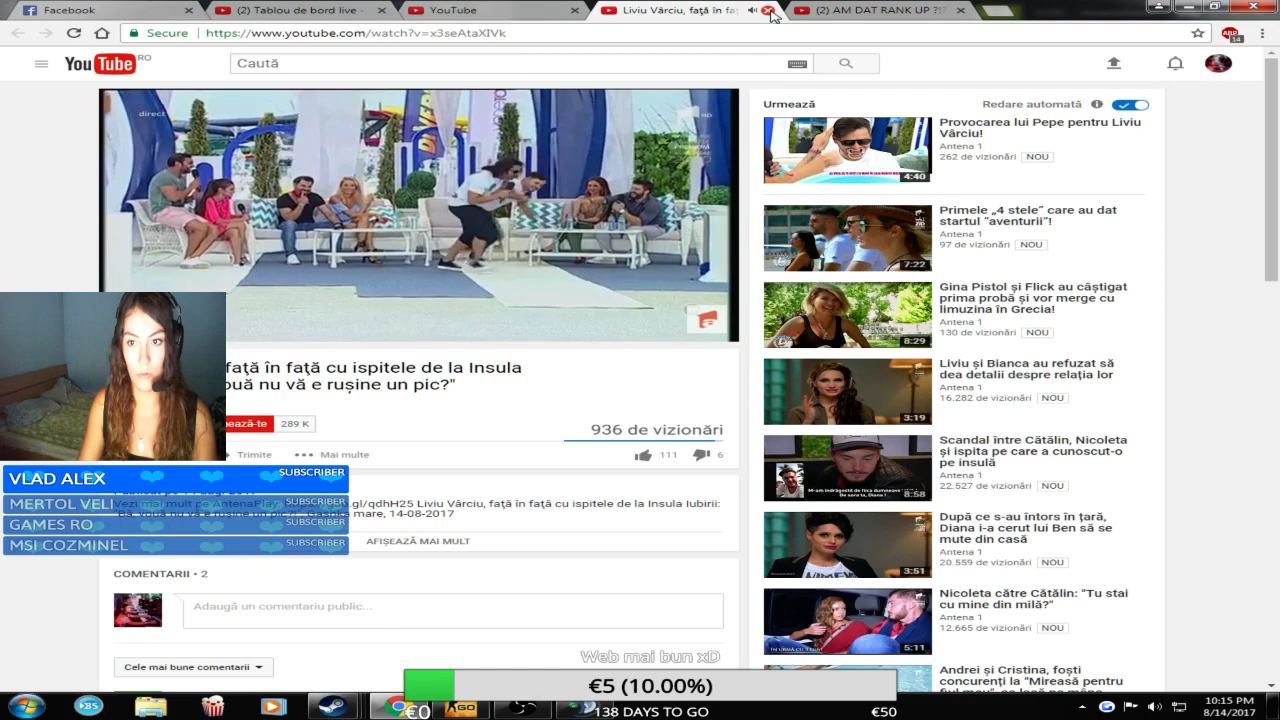 Facebook
(2) Tablou de bord live -
YouTube
Liviu Vârciu, faţă în fa
(2) AM DAT RANK UP ?!
Secure
https://www.youtube.com/watch?v=x3seAtaXIVk
ABP
14
YouTube RO
Caută
direct
Urmează
Redare automată
Provocarea lui Pepe pentru Liviu
Vârciu!
Antena 1
262 de vizionări NOU
4:40
Primele „4 stele” care au dat
startul “aventurii”!
Antena 1
97 de vizionări NOU
7:22
Gina Pistol și Flick au câștigat
prima probă și vor merge cu
limuzina în Grecia!
Antena 1
130 de vizionări NOU
8:29
Liviu și Bianca au refuzat să
dea detalii despre relația lor
Antena 1
16.282 de vizionări NOU
3:19
Scandal între Cătălin, Nicoleta
și ispita pe care a cunoscut-o
pe insulă
Antena 1
22.527 de vizionări NOU
8:58
După ce s-au întors în țară,
Diana i-a cerut lui Ben să se
mute din casă
Antena 1
20.559 de vizionări NOU
3:51
Nicoleta către Cătălin: "Tu stai
cu mine din milă?"
Antena 1
12.665 de vizionări NOU
5:11
Andrei și Cristina, foști
concurenți la "Mireasă pentru
faţă în faţă cu ispitele de la Insula
ouă nu vă e rușine un pic?"
ează-te 289 K
936 de vizionări
Trimite ••• Mai multe
111 6
VLAD ALEX SUBSCRIBER
MERTOL VELI SUBSCRIBER
GAMES RO SUBSCRIBER
MSI COZMINEL SUBSCRIBER
/qdhH25 Liviu Vârciu, faţă în faţă cu ispitele de la Insula Iubirii:
mare, 14-08-2017
AFIȘEAZĂ MAI MULT
COMENTARII • 2
Adaugă un comentariu public...
Cele mai bune comentarii
Web mai bun xD
€5 (10.00%)
€0
138 DAYS TO GO
€50
10:15 PM
8/14/2017